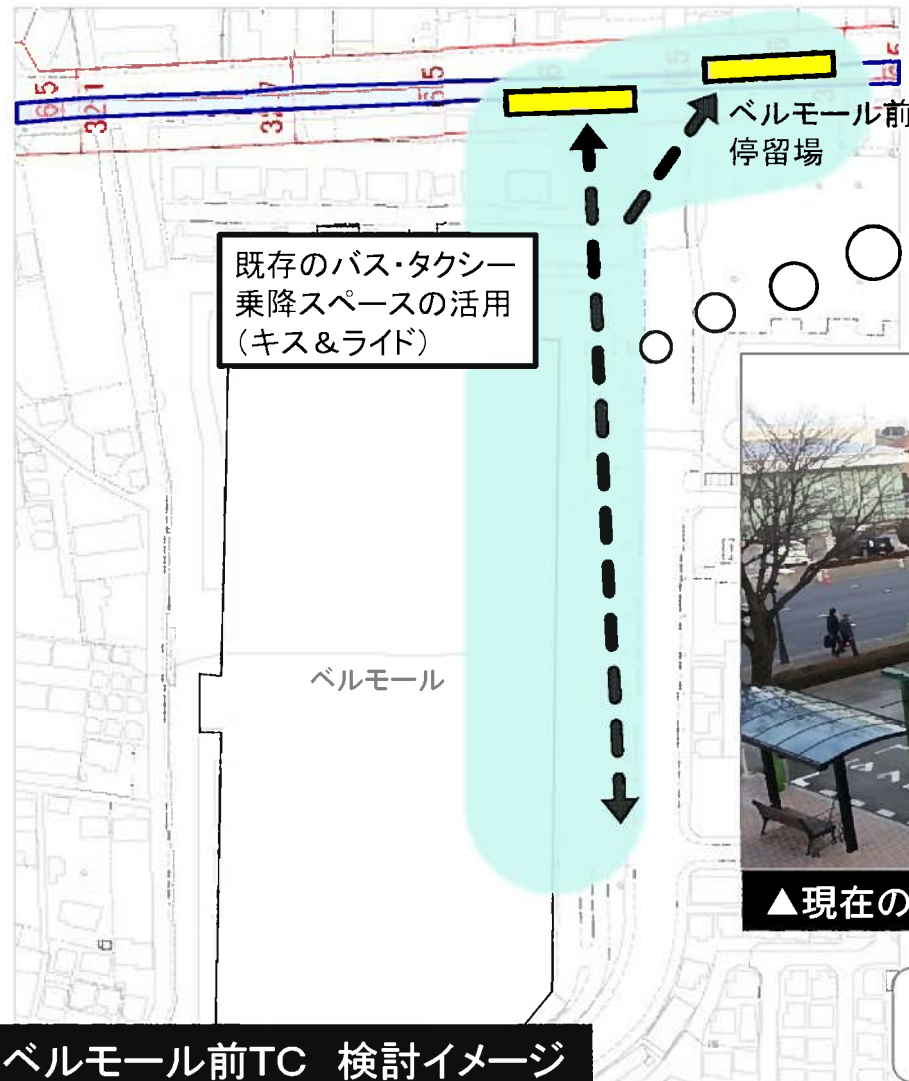 ベルモール前
停留場
既存のバス・タクシー
乗降スペースの活用
(キス&ライド)
ベルモール
▲現在の
ベルモール前TC 検討イメージ